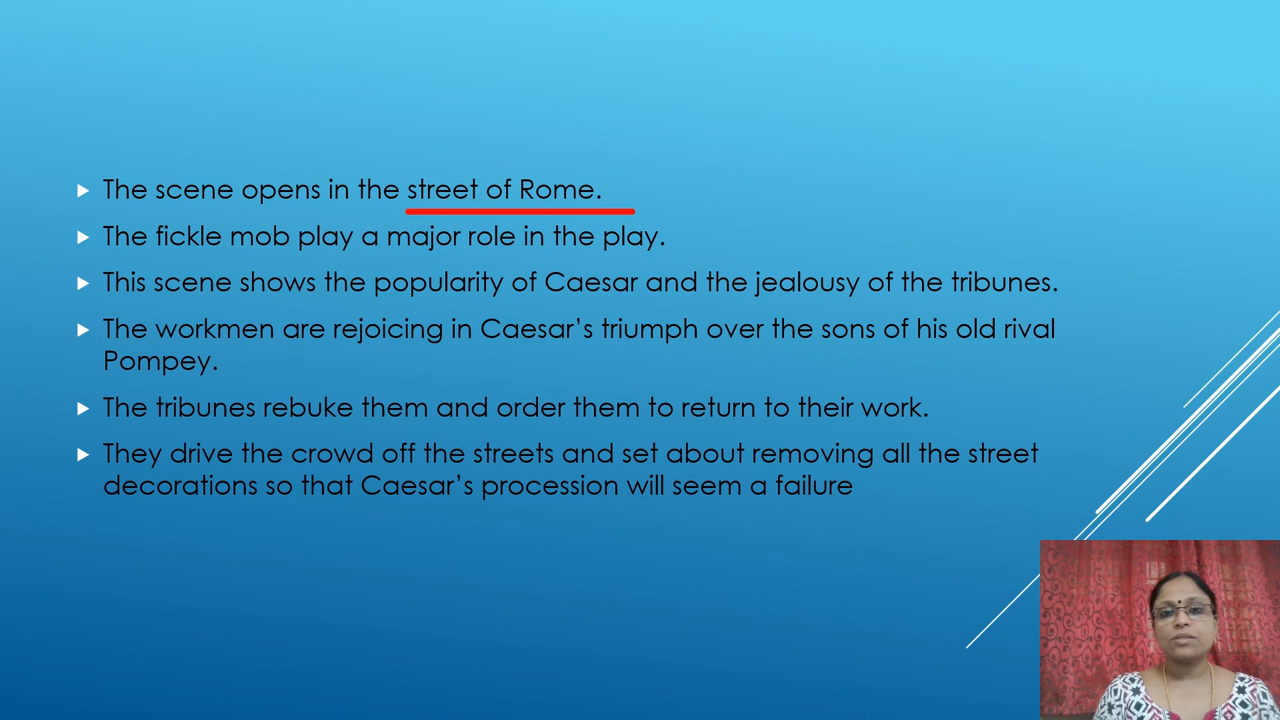 The scene opens in the street of Rome.
The fickle mob play a major role in the play.
This scene shows the popularity of Caesar and the jealousy of the tribunes.
The workmen are rejoicing in Caesar’s triumph over the sons of his old rival
Pompey.
The tribunes rebuke them and order them to return to their work.
They drive the crowd off the streets and set about removing all the street
decorations so that Caesar’s procession will seem a failure